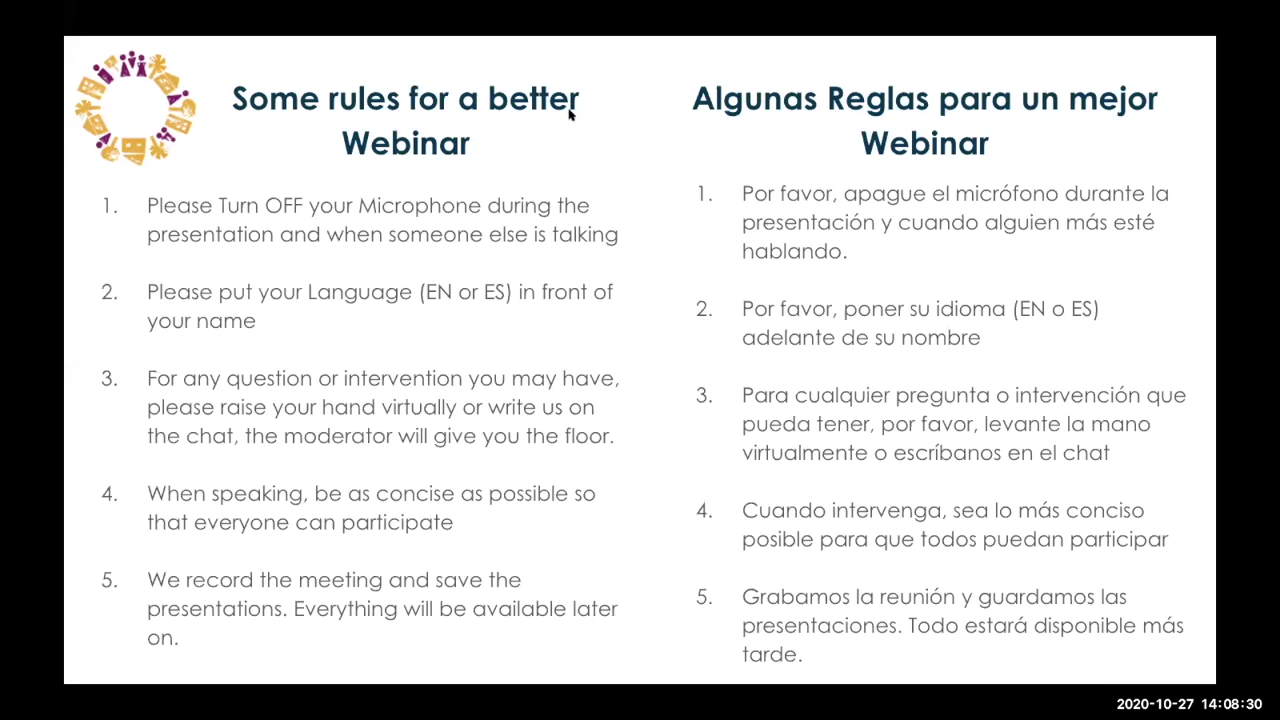 Some rules for a better
Webinar
1. Please Turn OFF your Microphone during the
presentation and when someone else is talking
2. Please put your Language (EN or ES) in front of
your name
3. For any question or intervention you may have,
please raise your hand virtually or write us on
the chat, the moderator will give you the floor.
4. When speaking, be as concise as possible so
that everyone can participate
5. We record the meeting and save the
presentations. Everything will be available later
on.
Algunas Reglas para un mejor
Webinar
1. Por favor, apague el micrófono durante la
presentación y cuando alguien más esté
hablando.
2. Por favor, poner su idioma (EN o ES)
adelante de su nombre
3. Para cualquier pregunta o intervención que
pueda tener, por favor, levante la mano
virtualmente o escríbanos en el chat
4. Cuando intervenga, sea lo más conciso
posible para que todos puedan participar
5. Grabamos la reunión y guardamos las
presentaciones. Todo estará disponible más
tarde.
2020-10-27 14:08:30